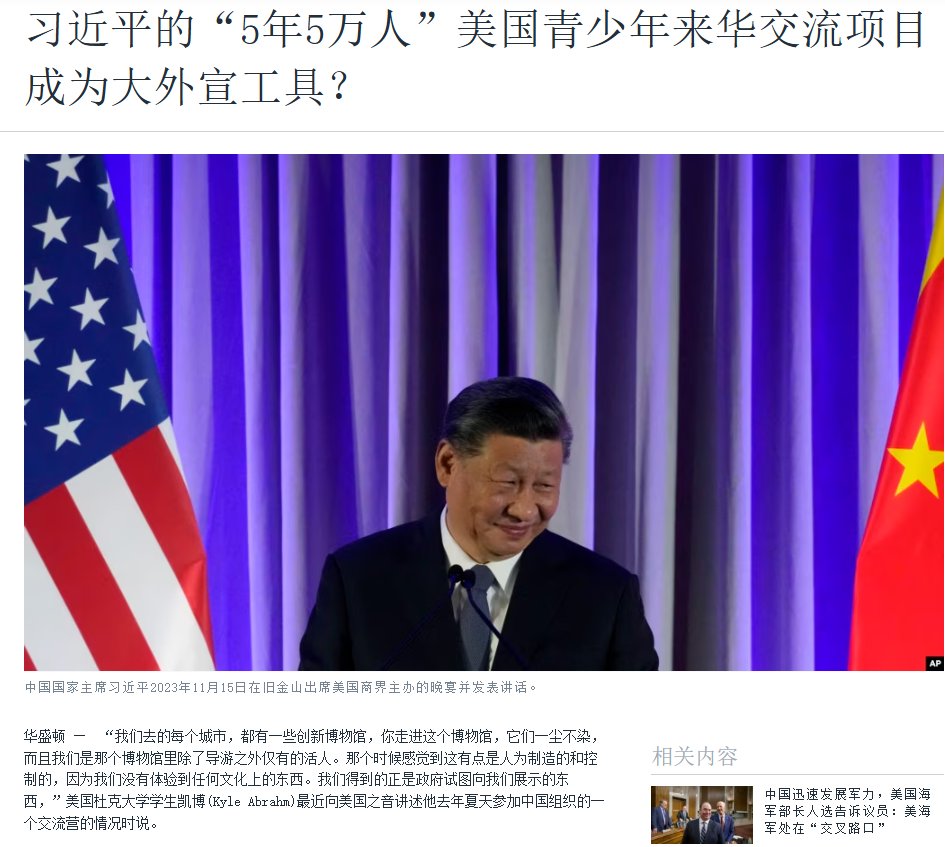 习近平的“5年5万人”美国青少年来华交流项目
成为大外宣工具？
AP
中国国家主席习近平2023年11月15日在旧金山出席美国商界主办的晚宴并发表讲话。
华盛顿 — “我们去的每个城市，都有一些创新博物馆，你走进这个博物馆，它们一尘不染，
而且我们是那个博物馆里除了导游之外仅有的活人。那个时候感觉到这有点是人为制造的和控
制的，因为我们没有体验到任何文化上的东西。我们得到的正是政府试图向我们展示的东
西，”美国杜克大学学生凯博(Kyle Abrahm)最近向美国之音讲述他去年夏天参加中国组织的一
个交流营的情况时说。
相关内容
中国迅速发展军力，美国海
军部长人选告诉议员：美海
军处在“交叉路口”